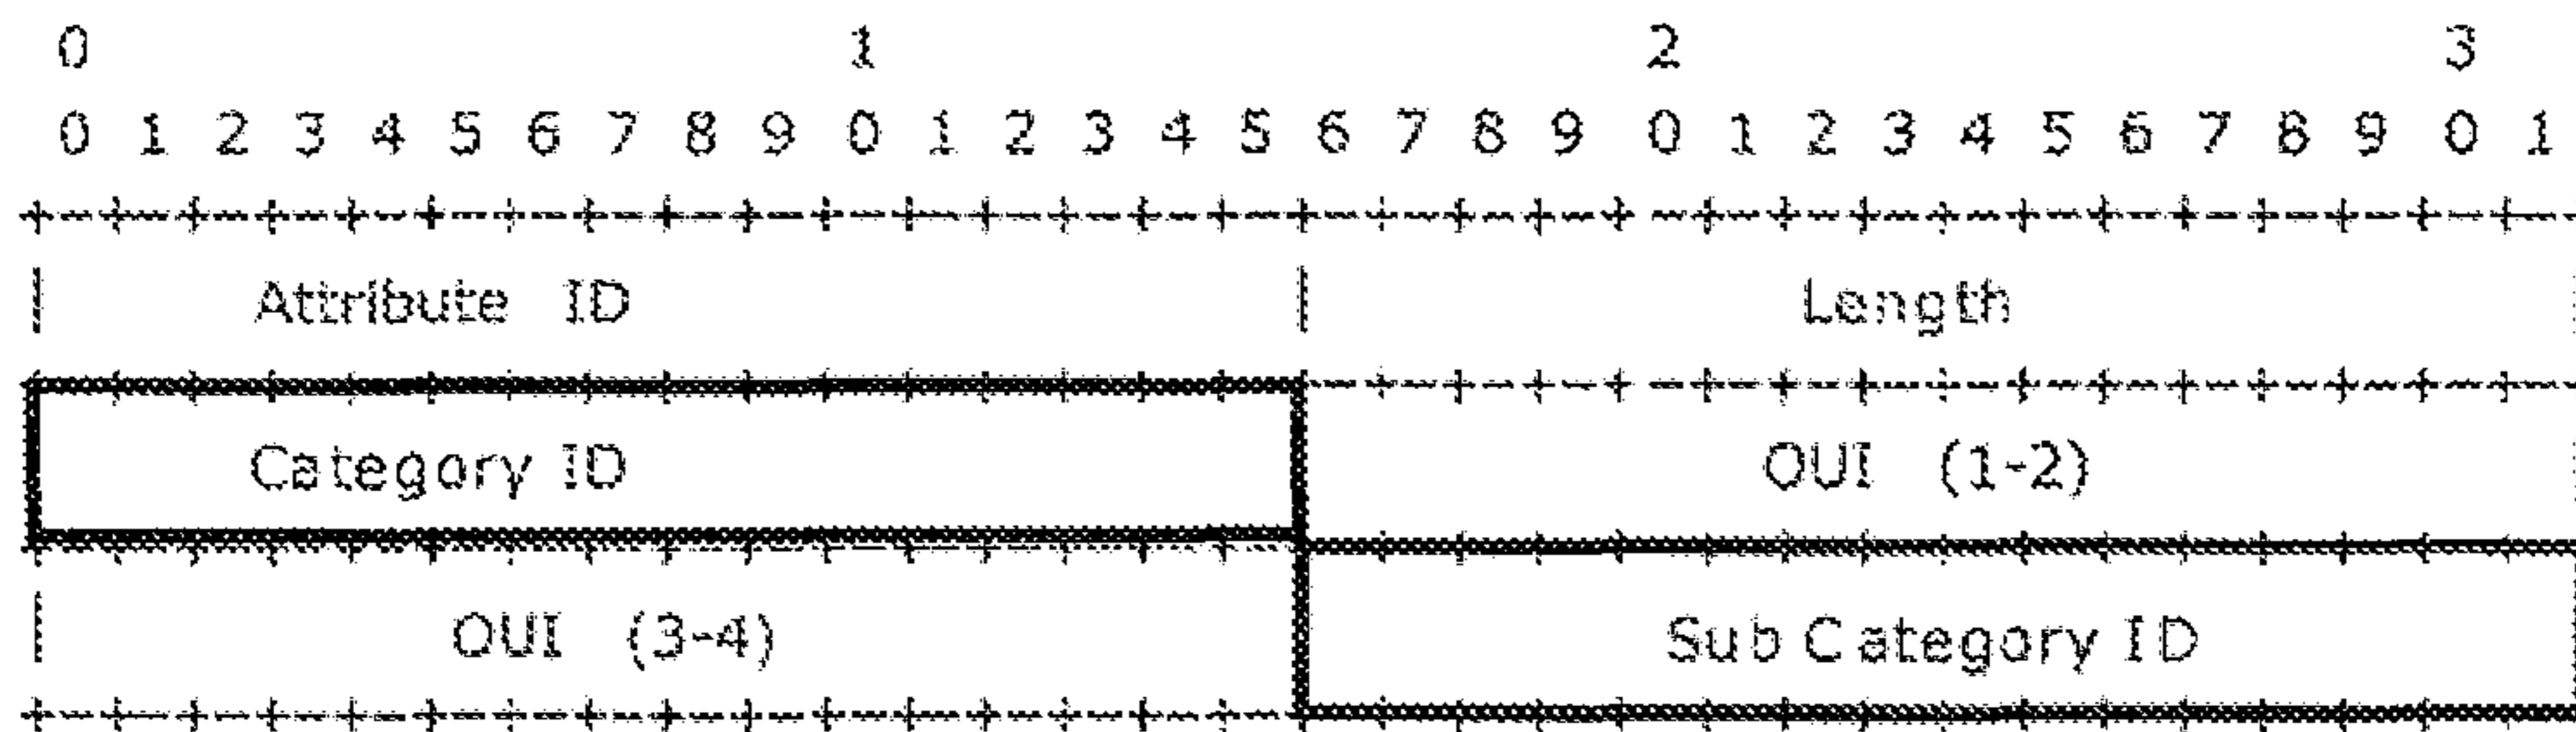 0 1 2 3
0 1 2 3 4 5 6 7 8 9 0 1 2 3 4 5 6 7 8 9 0 1 2 3 4 5 6 7 8 9 0 1
Attribute ID Length
Category ID OUI (1-2)
OUI (3-4) Sub Category ID